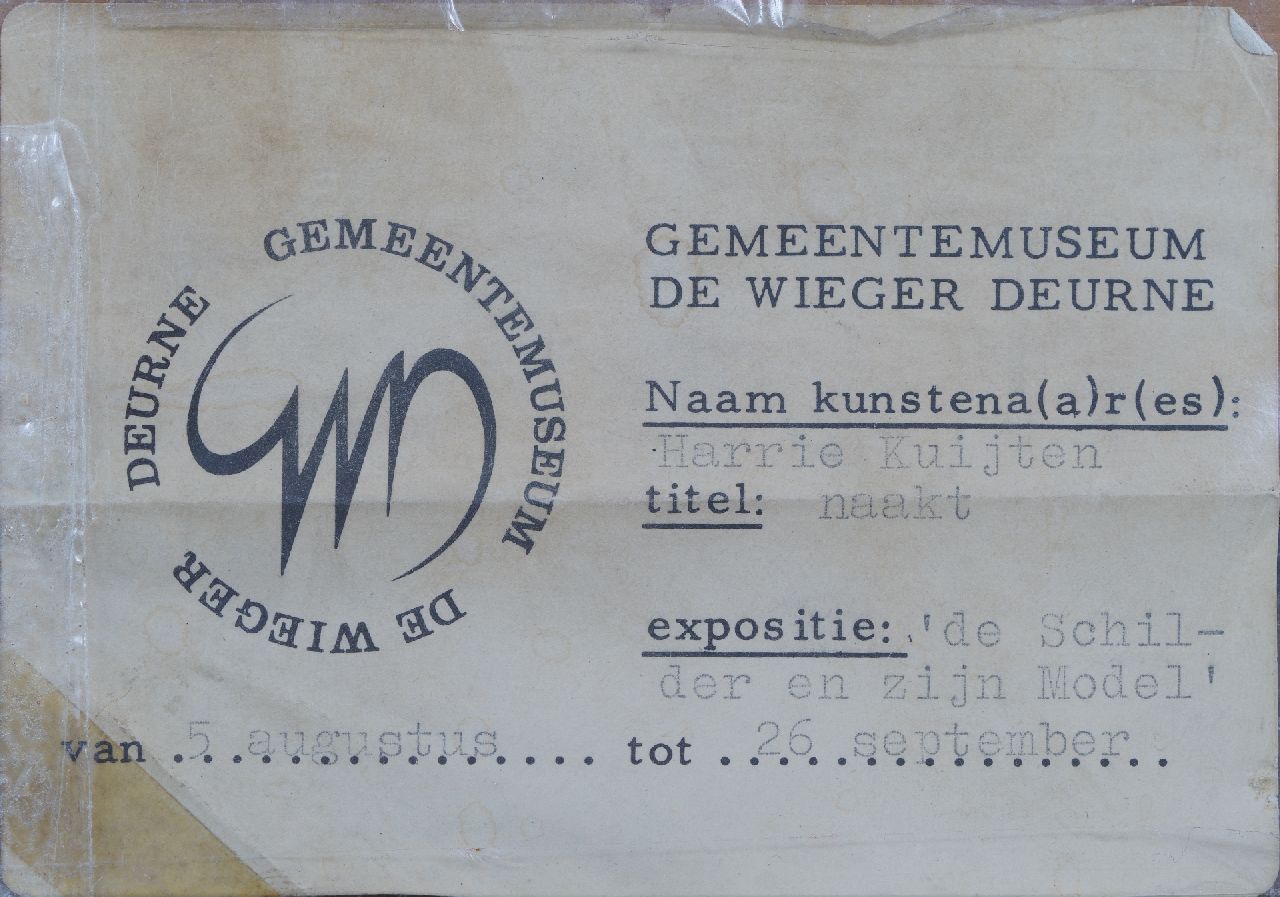 GEMEENTEMUSEUM DE WIEGER DEURNE
GEMEENTEMUSEUM
DE WIEGER DEURNE
Naam kunstena(a)r(es):
Harrie Kuijten
titel: naakt
expositie: 'de Schil-
der en zijn Model'
van 5 augustus tot 26 september